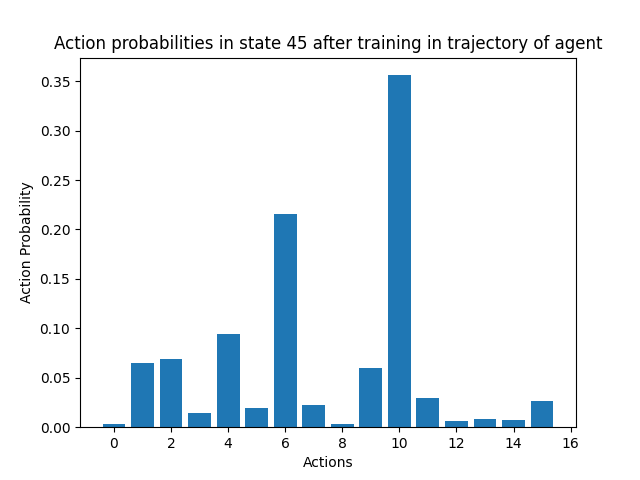 Action probabilities in state 45 after training in trajectory of agent
Action Probability
0.35
0.30
0.25
0.20
0.15
0.10
0.05
0.00
0 2 4 6 8 10 12 14 16
Actions